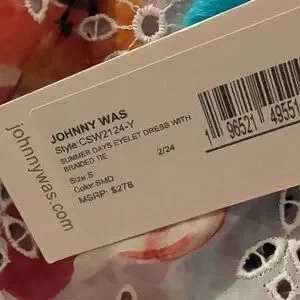 JOHNNY WAS
Style CSW2124-Y
SUMMER DAYS EYELET DRESS WITH
BRAIDED TIE 2/24
Size S
Color SMD
MSRP $278
1 96521 49551
johnnywas.com